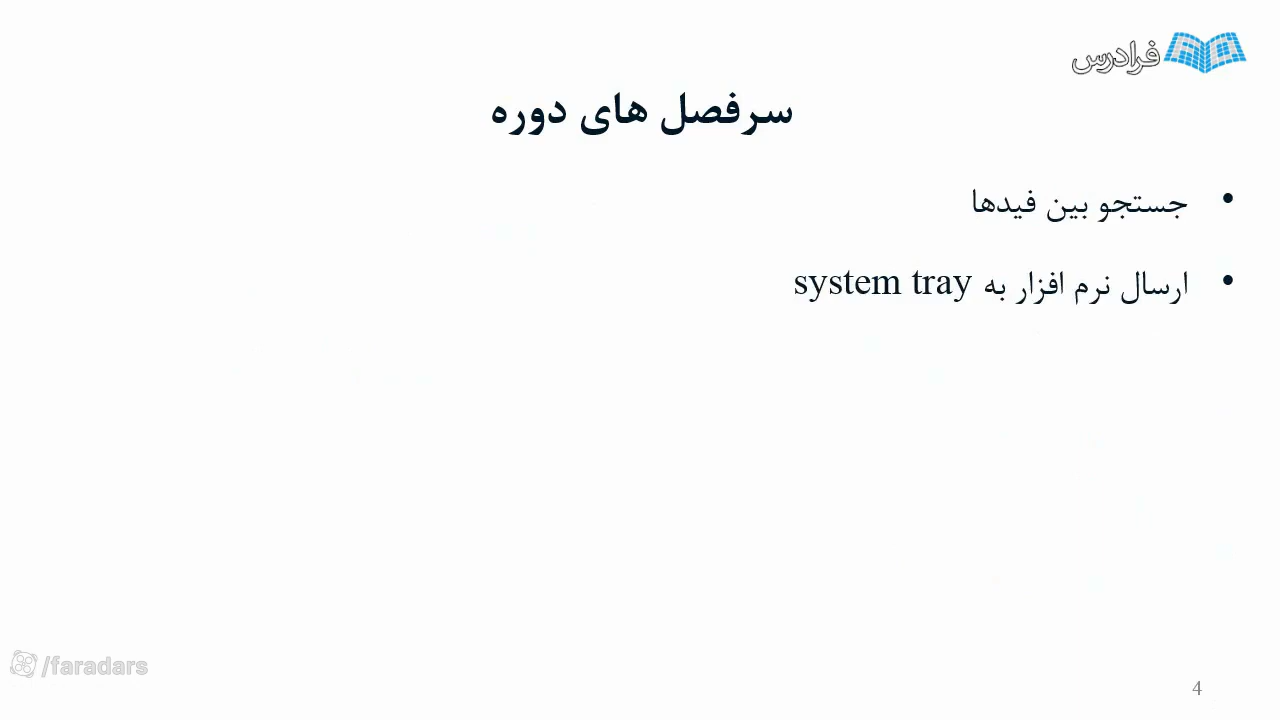 فرادرس
سرفصل های دوره
• جستجو بین فیدها
• ارسال نرم افزار به system tray
/faradars
4